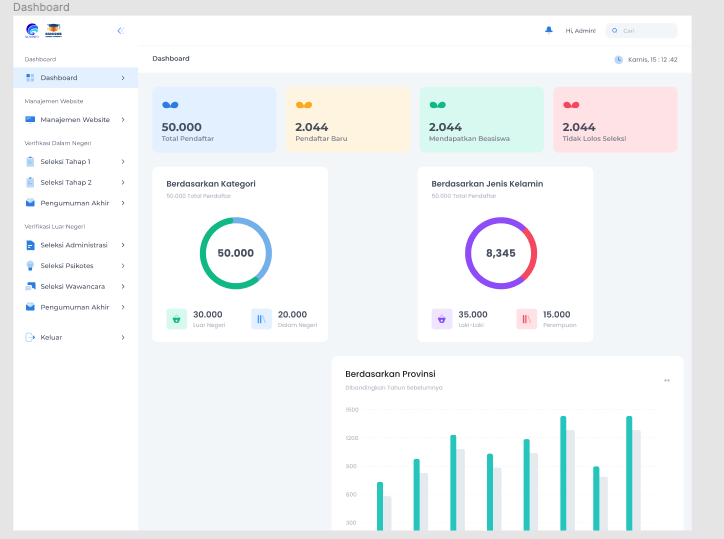 Dashboard
Hi, Admin!
Cari
Dashboard
Dashboard
Manajemen Website
Manajemen Website
Verifikasi Dalam Negeri
Seleksi Tahap 1
Seleksi Tahap 2
Pengumuman Akhir
Verifikasi Luar Negeri
Seleksi Administrasi
Seleksi Psikotes
Seleksi Wawancara
Pengumuman Akhir
Keluar
Dashboard
Kamis, 15 : 12 :42
50.000
Total Pendaftar
2.044
Pendaftar Baru
2.044
Mendapatkan Beasiswa
2.044
Tidak Lolos Seleksi
Berdasarkan Kategori
50.000 Total Pendaftar
50.000
30.000
Luar Negeri
20.000
Dalam Negeri
Berdasarkan Jenis Kelamin
50.000 Total Pendaftar
8,345
35.000
Laki-Laki
15.000
Perempuan
Berdasarkan Provinsi
Dibandingkan Tahun Sebelumnya
1500
1200
900
600
300